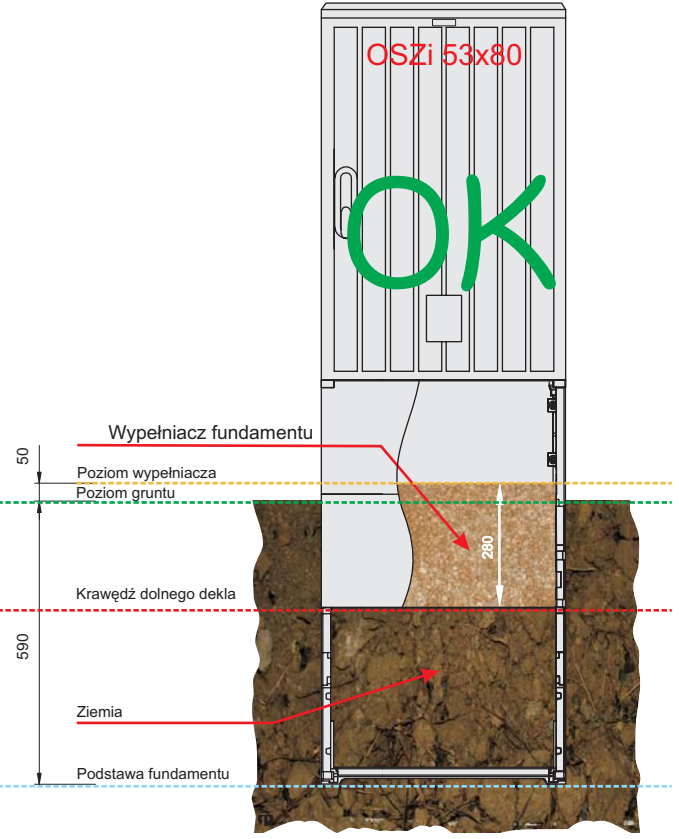 OSZi 53x80
OK
Wypełniacz fundamentu
50
Poziom wypełniacza
Poziom gruntu
280
Krawędź dolnego dekla
590
Ziemia
Podstawa fundamentu